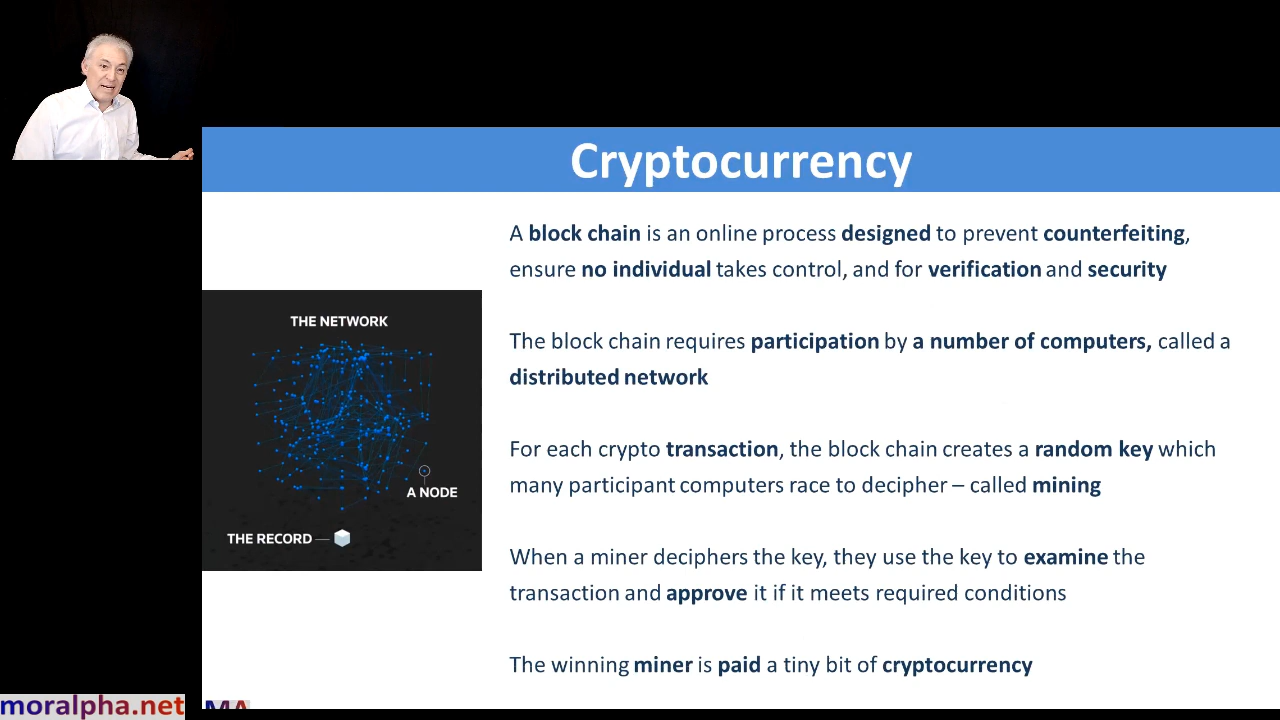 Cryptocurrency
A block chain is an online process designed to prevent counterfeiting,
ensure no individual takes control, and for verification and security
The block chain requires participation by a number of computers, called a
distributed network
For each crypto transaction, the block chain creates a random key which
many participant computers race to decipher – called mining
When a miner deciphers the key, they use the key to examine the
transaction and approve it if it meets required conditions
The winning miner is paid a tiny bit of cryptocurrency
THE NETWORK
A NODE
THE RECORD
moralpha.net
MA